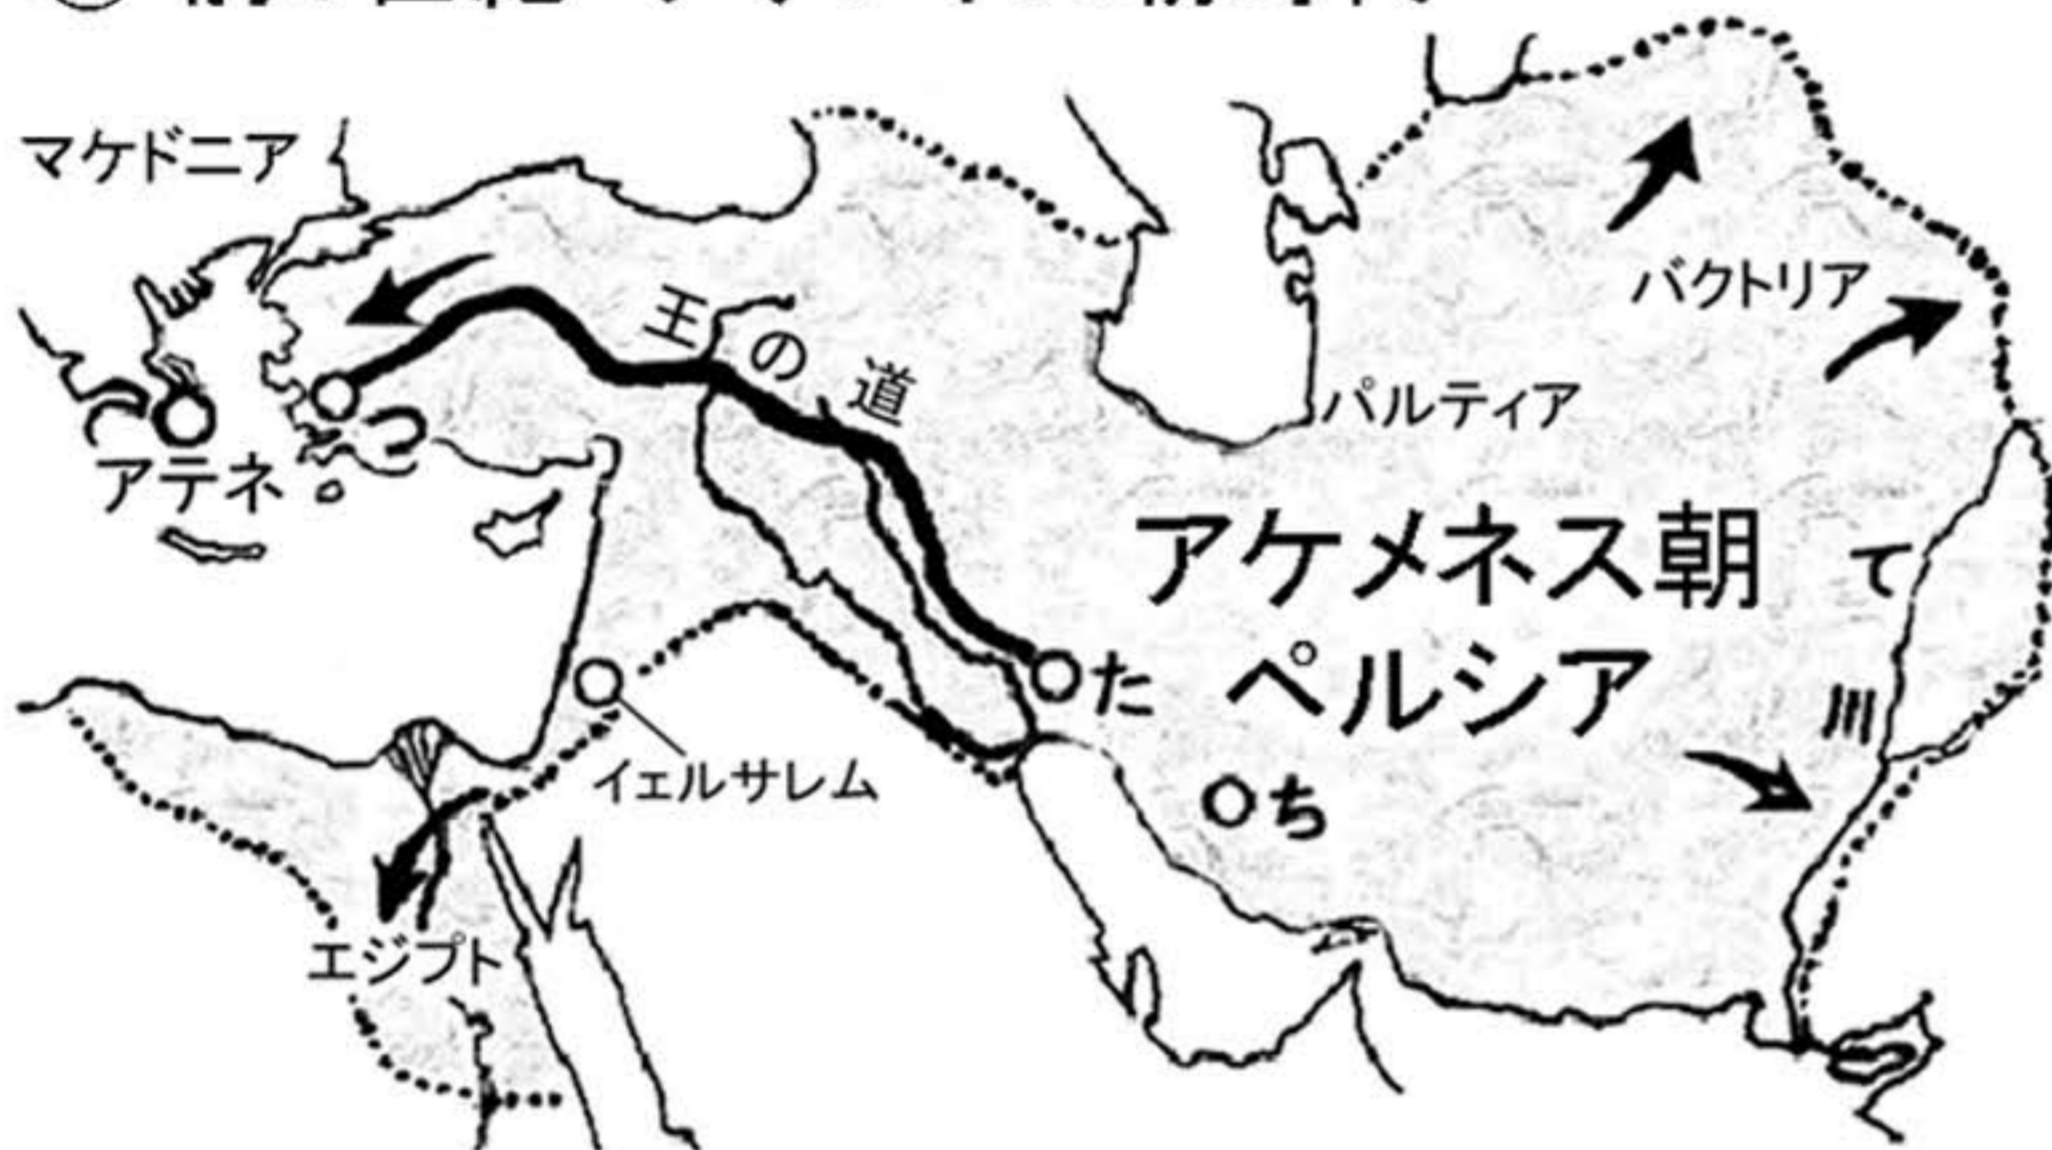 マケドニア
バクトリア
王の道
パルティア
アテネ
アケメネス朝
ペルシア
て
川
た
ち
イェルサレム
エジプト